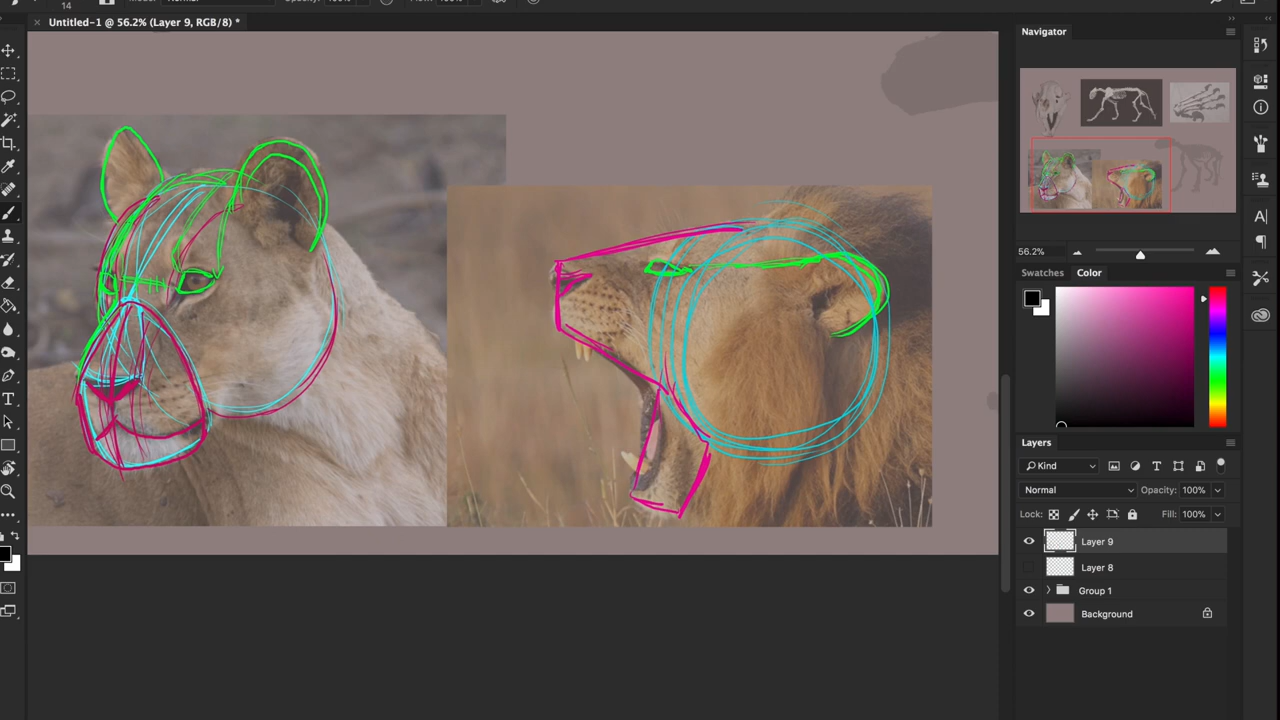 14
Untitled-1 @ 56.2% (Layer 9, RGB/8) *
Navigator
56.2%
Swatches
Color
Layers
Kind
Normal
Opacity: 100%
Lock:
Fill: 100%
Layer 9
Layer 8
Group 1
Background